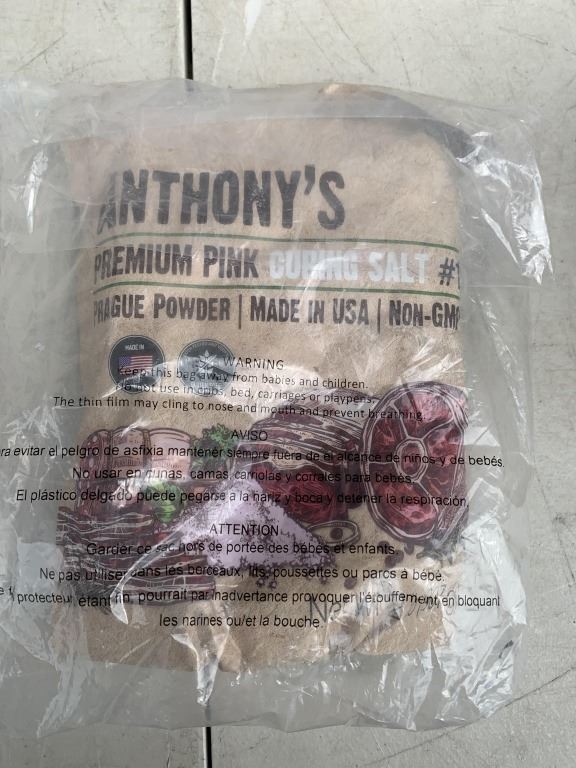 ANTHONY'S
PREMIUM PINK CURING SALT #1
PRAGUE POWDER | MADE IN USA | NON-GM
MADE IN
WARNING
Keep this bag away from babies and children.
Do not use in cribs, bed, carriages or playpens.
The thin film may cling to nose and mouth and prevent breathing.
AVISO
ra evitar el pelgro de asfixia mantener siempre fuera de el alcance de niños y de bebés.
No usar en cunas, camas, carriolas y corrales para bebés.
El plástico delgado puede pegarse a la nariz y boca y detener la respiración.
ATTENTION
Garder ce sac hors de portée des bébés et enfants.
Ne pas utiliser dans les berceaux, lits, poussettes ou parcs à bébé.
protecteur étant fin, pourrait par inadvertance provoquer l'étouffement en bloquant
les narines ou/et la bouche.